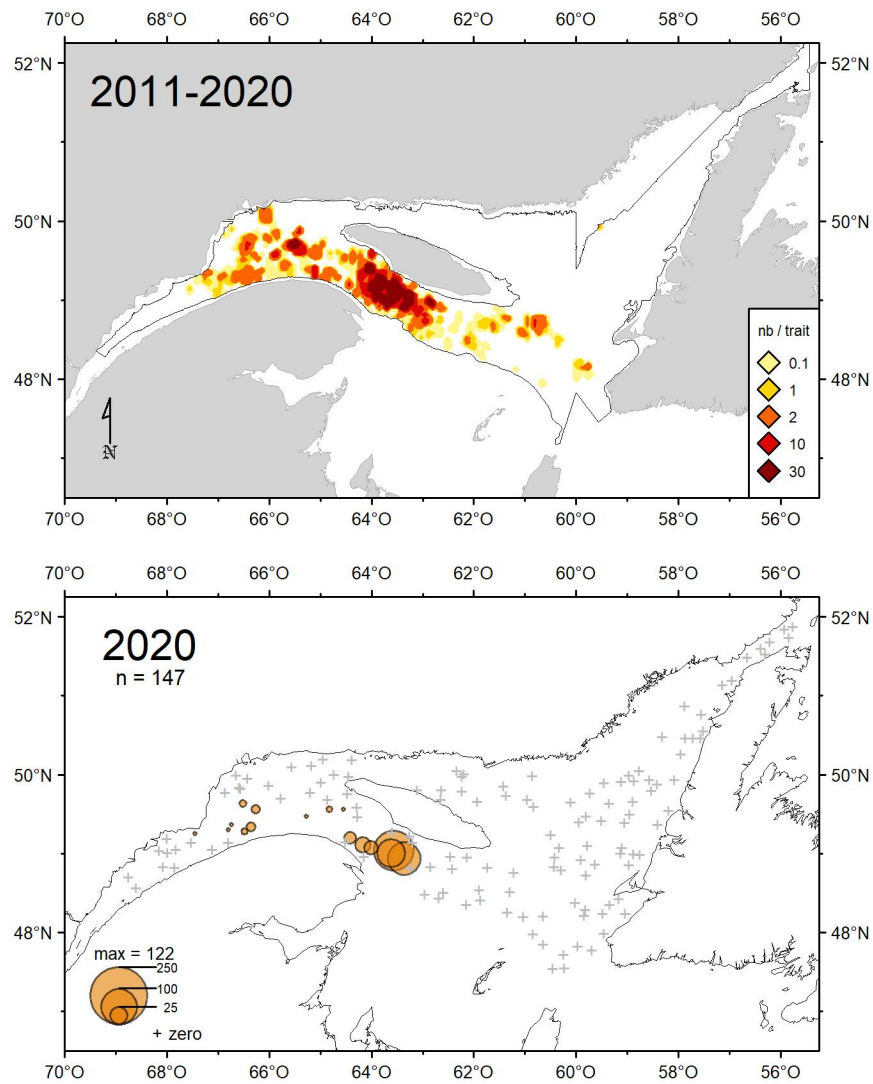 70°O 68°O 66°O 64°O 62°O 60°O 58°O 56°O
52°N 52°N
2011-2020
50°N 50°N
nb / trait
0.1
48°N 48°N
1
2
10
N
30
70°O 68°O 66°O 64°O 62°O 60°O 58°O 56°O
70°O 68°O 66°O 64°O 62°O 60°O 58°O 56°O
52°N 52°N
2020
n = 147
50°N 50°N
48°N 48°N
max = 122
250
100
25
+ zero
70°O 68°O 66°O 64°O 62°O 60°O 58°O 56°O